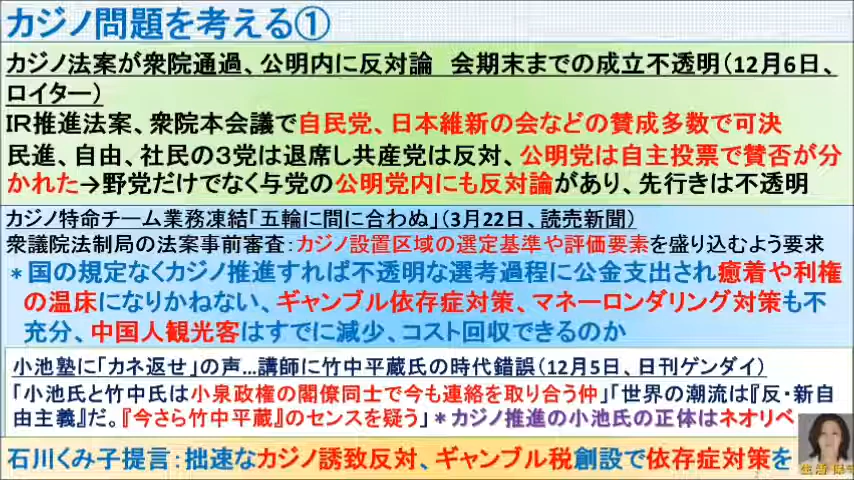 カジノ問題を考える①
カジノ法案が衆院通過、公明内に反対論　会期末までの成立不透明（12月6日、
ロイター）
ＩＲ推進法案、衆院本会議で自民党、日本維新の会などの賛成多数で可決
民進、自由、社民の３党は退席し共産党は反対、公明党は自主投票で賛否が分
かれた→野党だけでなく与党の公明党内にも反対論があり、先行きは不透明
カジノ特命チーム業務凍結「五輪に間に合わぬ」（3月22日、読売新聞）
衆議院法制局の法案事前審査：カジノ設置区域の選定基準や評価要素を盛り込むよう要求
＊国の規定なくカジノ推進すれば不透明な選考過程に公金支出され癒着や利権
の温床になりかねない、ギャンブル依存症対策、マネーロンダリング対策も不
充分、中国人観光客はすでに減少、コスト回収できるのか
小池塾に「カネ返せ」の声…講師に竹中平蔵氏の時代錯誤（12月5日、日刊ゲンダイ）
「小池氏と竹中氏は小泉政権の閣僚同士で今も連絡を取り合う仲」「世界の潮流は『反・新自
由主義』だ。『今さら竹中平蔵』のセンスを疑う」＊カジノ推進の小池氏の正体はネオリベ
石川くみ子提言：拙速なカジノ誘致反対、ギャンブル税創設で依存症対策を
生活保守